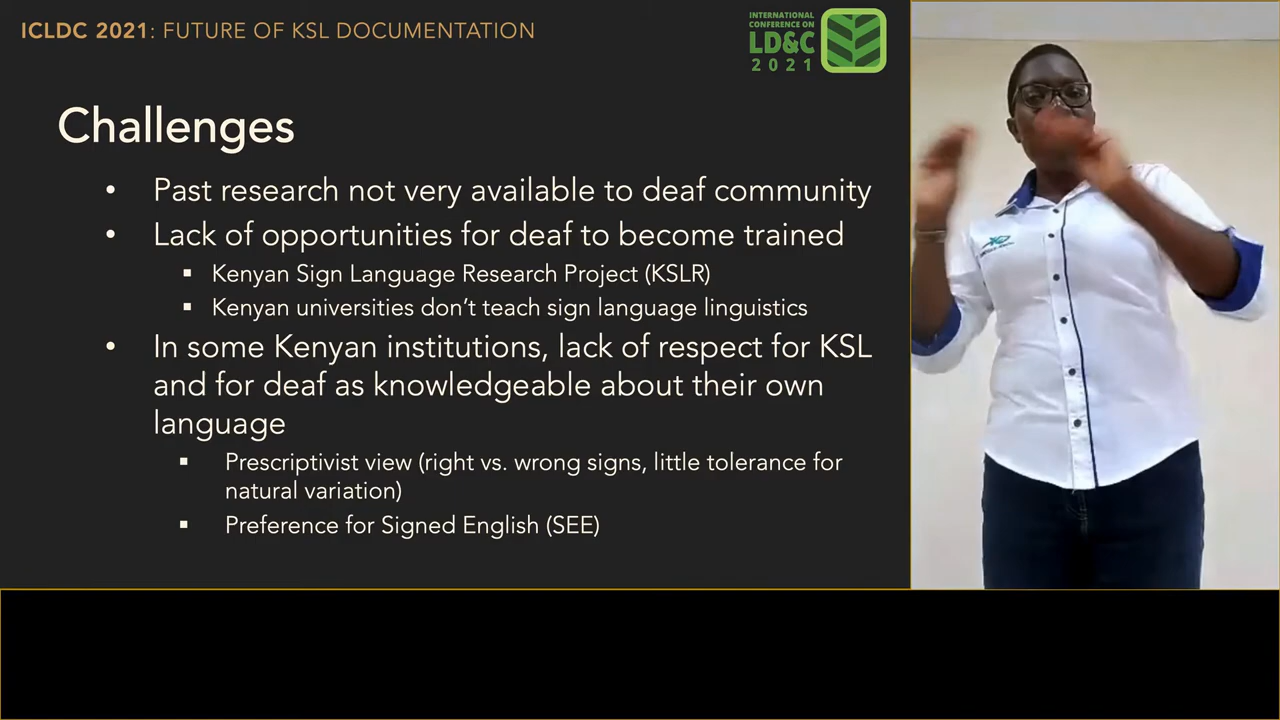 ICLDC 2021: FUTURE OF KSL DOCUMENTATION
INTERNATIONAL
CONFERENCE ON
LD&C
2021
Challenges
• Past research not very available to deaf community
• Lack of opportunities for deaf to become trained
▪ Kenyan Sign Language Research Project (KSLR)
▪ Kenyan universities don’t teach sign language linguistics
• In some Kenyan institutions, lack of respect for KSL
and for deaf as knowledgeable about their own
language
▪ Prescriptivist view (right vs. wrong signs, little tolerance for
natural variation)
▪ Preference for Signed English (SEE)